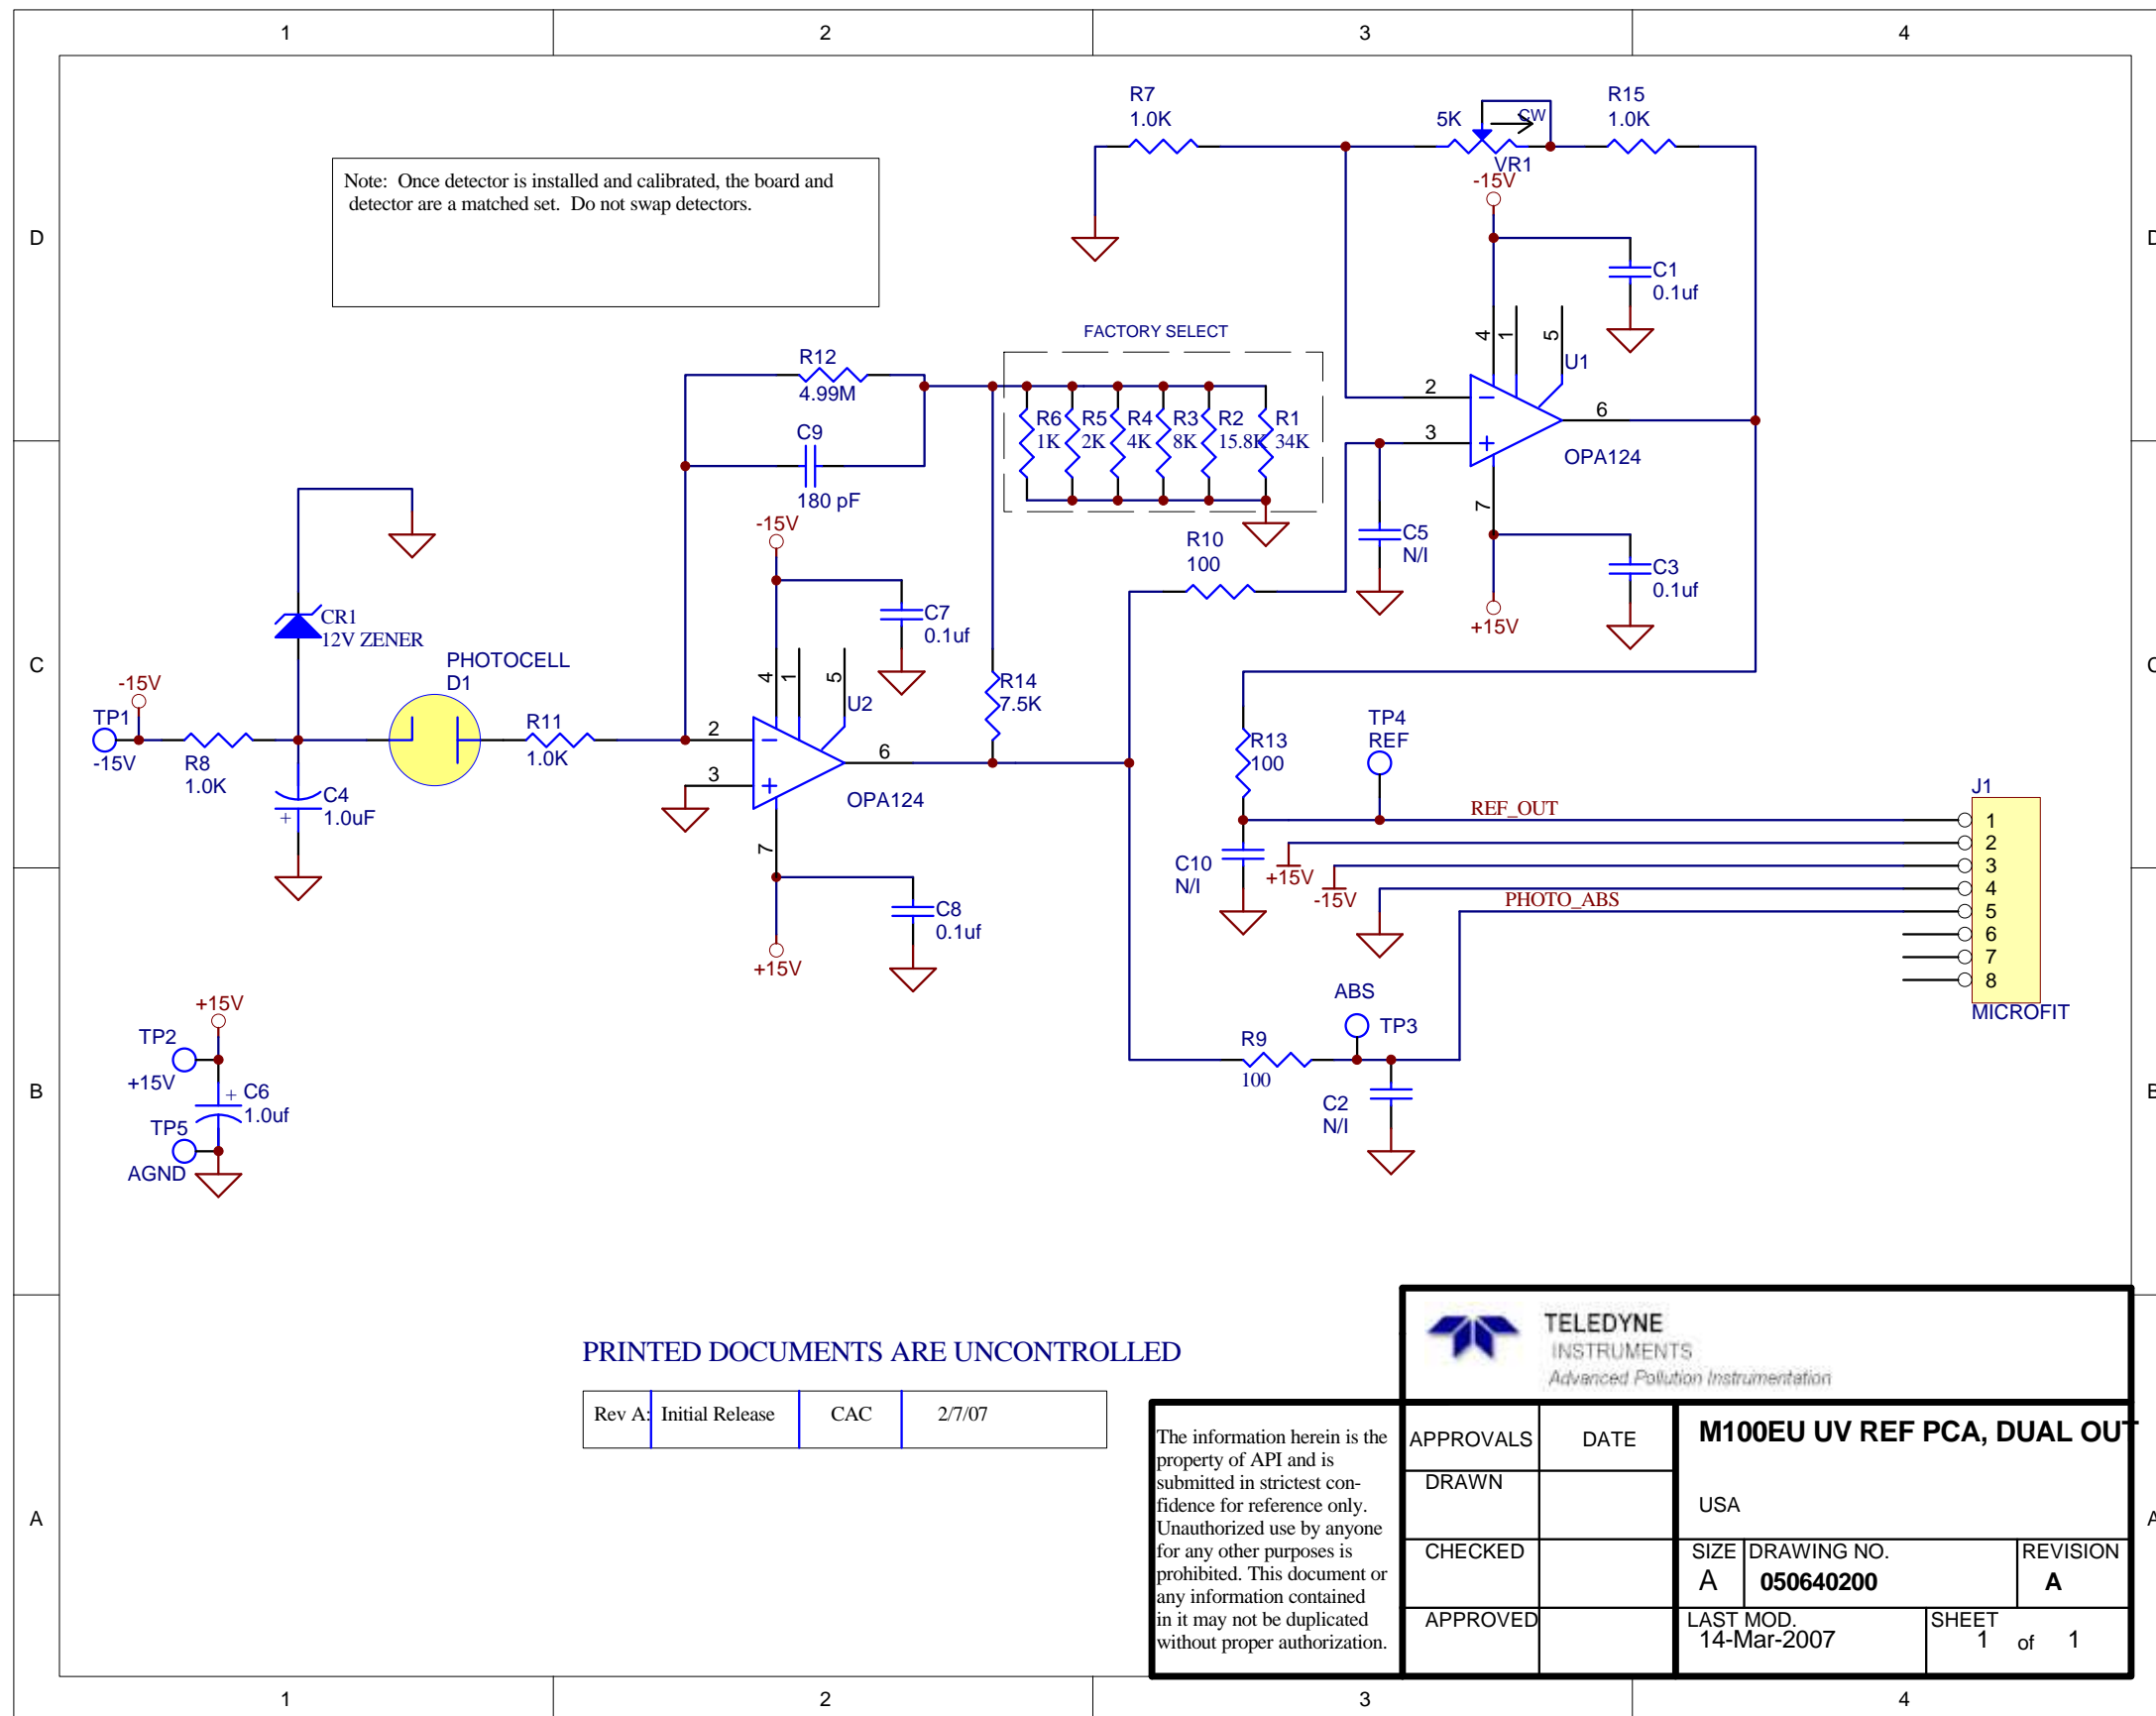 1 2 3 4
D
D
C
C
B
B
A
A
Note: Once detector is installed and calibrated, the board and
detector are a matched set. Do not swap detectors.
R7
1.0K
5K
CW
VR1
R15
1.0K
-15V
C1
0.1uf
4
1
5
U1
2
3
6
7
OPA124
C5
N/I
C3
0.1uf
+15V
FACTORY SELECT
R6
1K
R5
2K
R4
4K
R3
8K
R2
15.8K
R1
34K
R12
4.99M
C9
180 pF
-15V
C7
0.1uf
R10
100
CR1
12V ZENER
PHOTOCELL
D1
-15V
TP1
-15V
R8
1.0K
C4
+
1.0uF
R11
1.0K
4
1
5
U2
2
3
6
7
OPA124
R14
7.5K
C8
0.1uf
+15V
R13
100
TP4
REF
REF_OUT
C10
N/I
+15V
-15V
PHOTO_ABS
J1
1
2
3
4
5
6
7
8
MICROFIT
ABS
TP3
R9
100
C2
N/I
+15V
TP2
+15V
+ C6
1.0uf
TP5
AGND
PRINTED DOCUMENTS ARE UNCONTROLLED
Rev A: Initial Release CAC 2/7/07
TELEDYNE
INSTRUMENTS
Advanced Pollution Instrumentation
The information herein is the
property of API and is
submitted in strictest con-
fidence for reference only.
Unauthorized use by anyone
for any other purposes is
prohibited. This document or
any information contained
in it may not be duplicated
without proper authorization.
APPROVALS DATE
DRAWN
CHECKED
APPROVED
M100EU UV REF PCA, DUAL OUT
USA
SIZE DRAWING NO. REVISION
A 050640200 A
LAST MOD. SHEET
14-Mar-2007 1 of 1
1 2 3 4